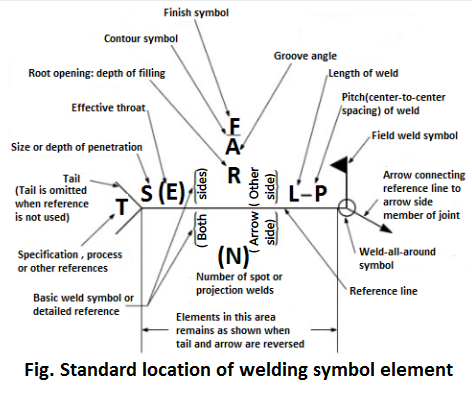 Finish symbol
Contour symbol
Groove angle
Root opening: depth of filling
Length of weld
Pitch(center-to-center
spacing) of weld
Effective throat
Field weld symbol
Size or depth of penetration
F
A
R
Arrow connecting
reference line to
arrow side
member of joint
Tail
(Tail is omitted
when reference
is not used)
T
S (E)
(Both
sides)
(Arrow
side)
(Other
side)
L-P
(N)
Number of spot or
projection welds
Weld-all-around
symbol
Specification , process
or other references
Reference line
Basic weld symbol or
detailed reference
Elements in this area
remains as shown when
tail and arrow are reversed
Fig. Standard location of welding symbol element